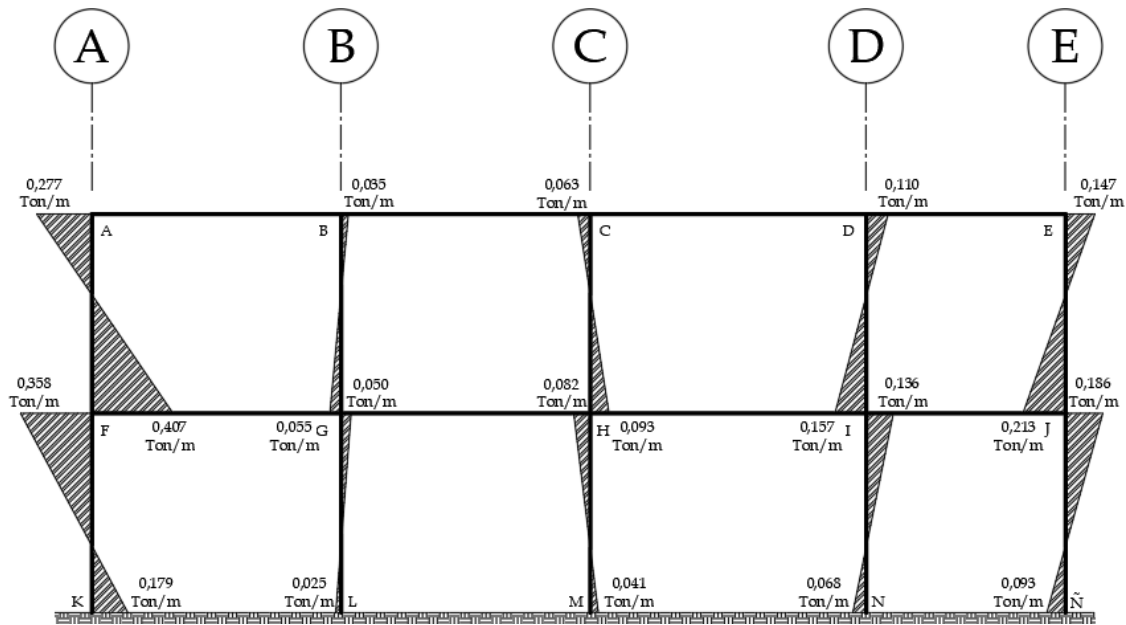 A B C D E
0,277 0,035 0,063 0,110 0,147
Ton/m Ton/m Ton/m Ton/m Ton/m
A B C D E
0,358 0,050 0,082 0,136 0,186
Ton/m Ton/m Ton/m Ton/m Ton/m
F 0,407 0,055 G H 0,093 0,157 I 0,213 J
Ton/m Ton/m Ton/m Ton/m Ton/m
0,179 0,025 0,041 0,068 0,093
K Ton/m Ton/m L M Ton/m Ton/m N Ton/m Ñ